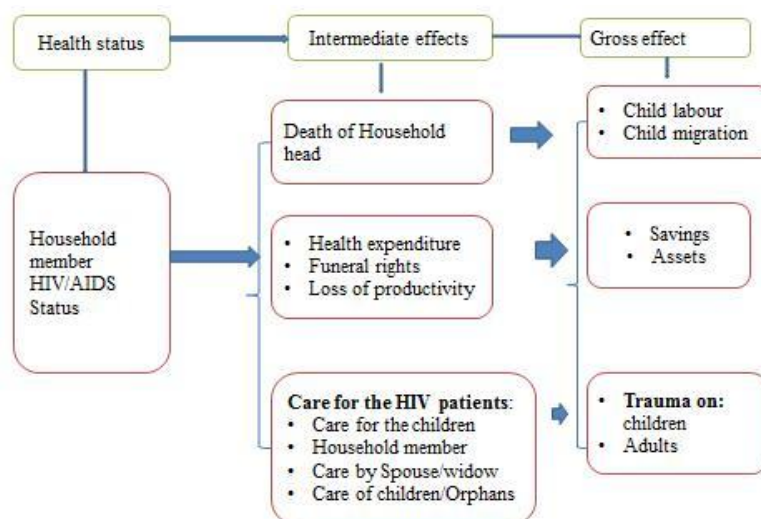 Health status
Intermediate effects
Gross effect
Household
member
HIV/AIDS
Status
Death of Household
head
• Health expenditure
• Funeral rights
• Loss of productivity
Care for the HIV patients:
• Care for the children
• Household member
• Care by Spouse/widow
• Care of children/Orphans
• Child labour
• Child migration
• Savings
• Assets
• Trauma on:
children
• Adults